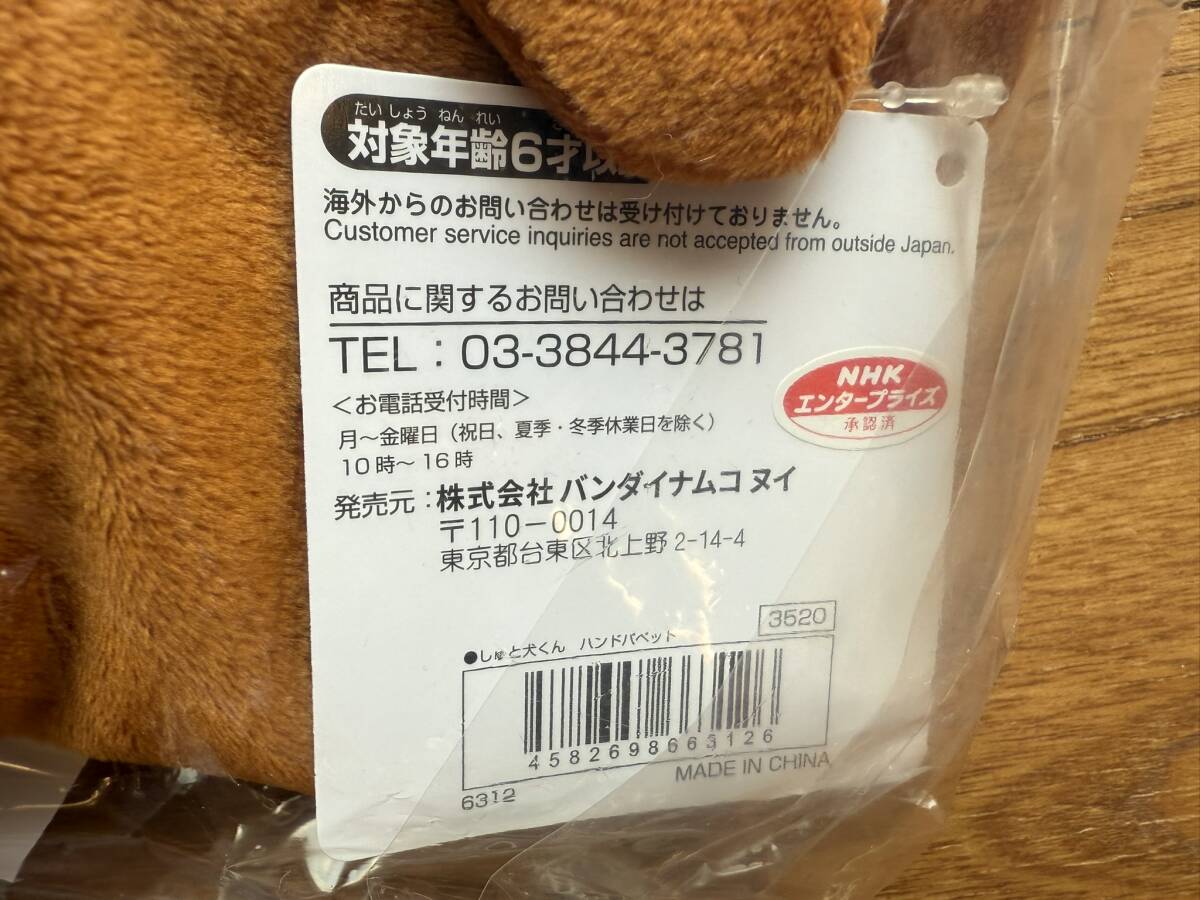 たいしょうねんれい
対象年齢6才以
海外からのお問い合わせは受け付けておりません。
Customer service inquiries are not accepted from outside Japan.
商品に関するお問い合わせは
TEL：03-3844-3781
＜お電話受付時間＞
月〜金曜日（祝日、夏季・冬季休業日を除く）
10時〜16時
NHK
エンタープライズ
承認済
発売元：株式会社 バンダイナムコ ヌイ
〒110-0014
東京都台東区北上野 2-14-4
3520
●しゅと犬くん ハンドパペット
4582698663126
MADE IN CHINA
6312